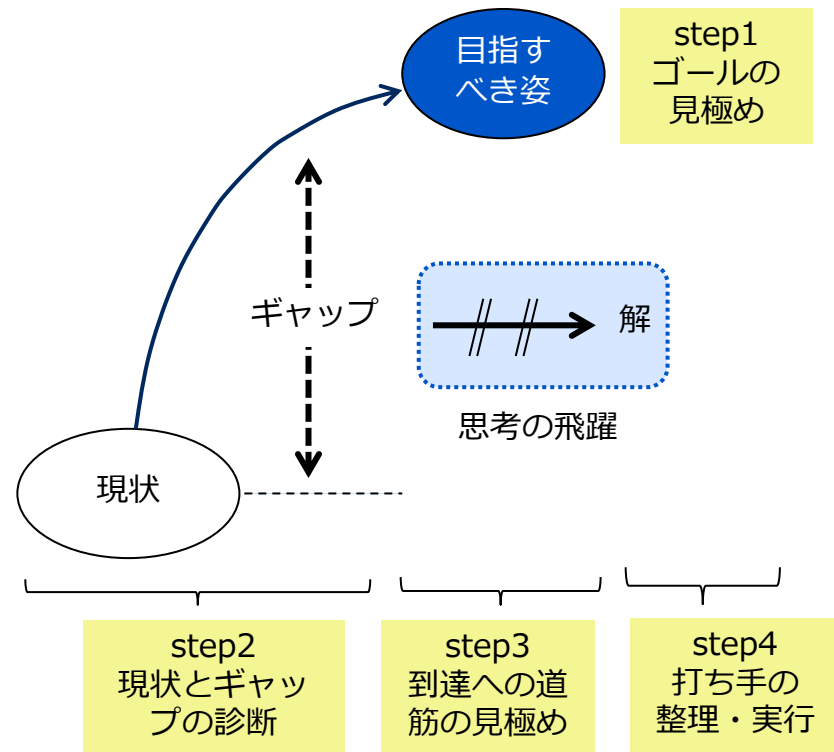 目指す
べき姿
step1
ゴールの
見極め
ギャップ
解
思考の飛躍
現状
step2
現状とギャッ
プの診断
step3
到達への道
筋の見極め
step4
打ち手の
整理・実行